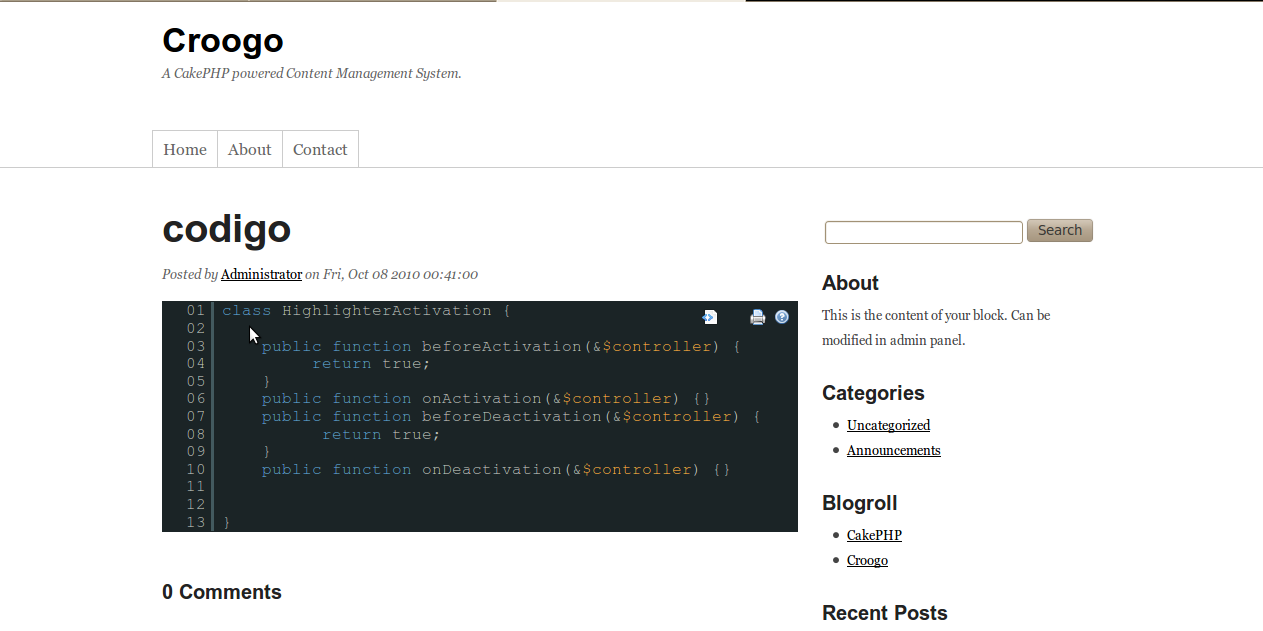 Croogo
A CakePHP powered Content Management System.
Home About Contact
codigo
Posted by Administrator on Fri, Oct 08 2010 00:41:00
01 class HighlighterActivation {
02
03     public function beforeActivation(&$controller) {
04          return true;
05     }
06     public function onActivation(&$controller) {}
07     public function beforeDeactivation(&$controller) {
08           return true;
09     }
10     public function onDeactivation(&$controller) {}
11
12
13 }
0 Comments
Search
About
This is the content of your block. Can be
modified in admin panel.
Categories
Uncategorized
Announcements
Blogroll
CakePHP
Croogo
Recent Posts